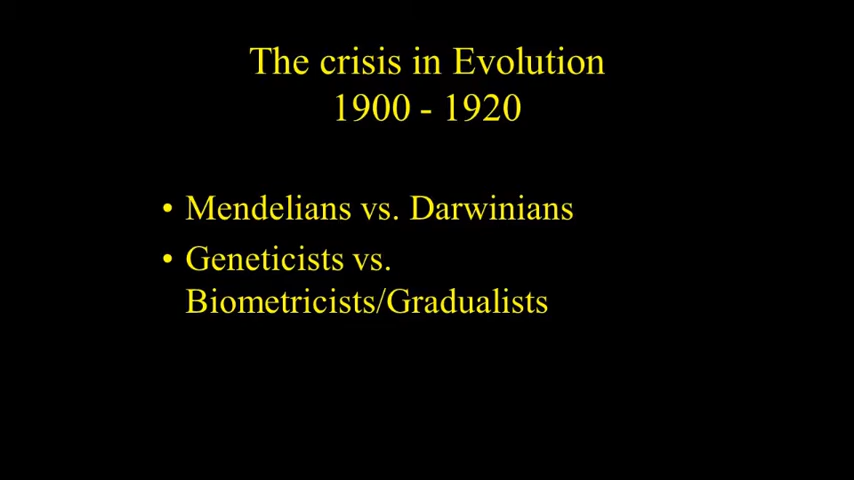 The crisis in Evolution
1900 - 1920
• Mendelians vs. Darwinians
• Geneticists vs.
Biometricists/Gradualists